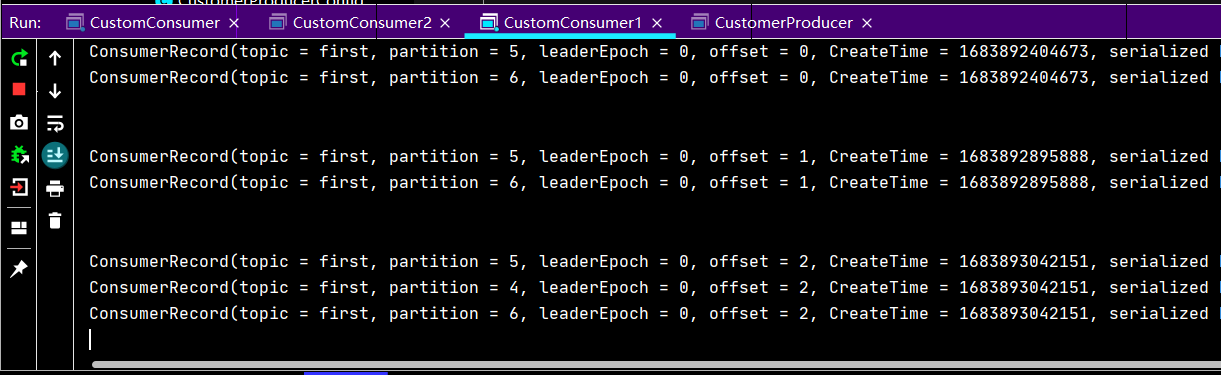 CustomerProducerConfig
Run: CustomConsumer × CustomConsumer2 × CustomConsumer1 × CustomerProducer ×
ConsumerRecord(topic = first, partition = 5, leaderEpoch = 0, offset = 0, CreateTime = 1683892404673, serialized
ConsumerRecord(topic = first, partition = 6, leaderEpoch = 0, offset = 0, CreateTime = 1683892404673, serialized
ConsumerRecord(topic = first, partition = 5, leaderEpoch = 0, offset = 1, CreateTime = 1683892895888, serialized
ConsumerRecord(topic = first, partition = 6, leaderEpoch = 0, offset = 1, CreateTime = 1683892895888, serialized
ConsumerRecord(topic = first, partition = 5, leaderEpoch = 0, offset = 2, CreateTime = 1683893042151, serialized
ConsumerRecord(topic = first, partition = 4, leaderEpoch = 0, offset = 2, CreateTime = 1683893042151, serialized
ConsumerRecord(topic = first, partition = 6, leaderEpoch = 0, offset = 2, CreateTime = 1683893042151, serialized